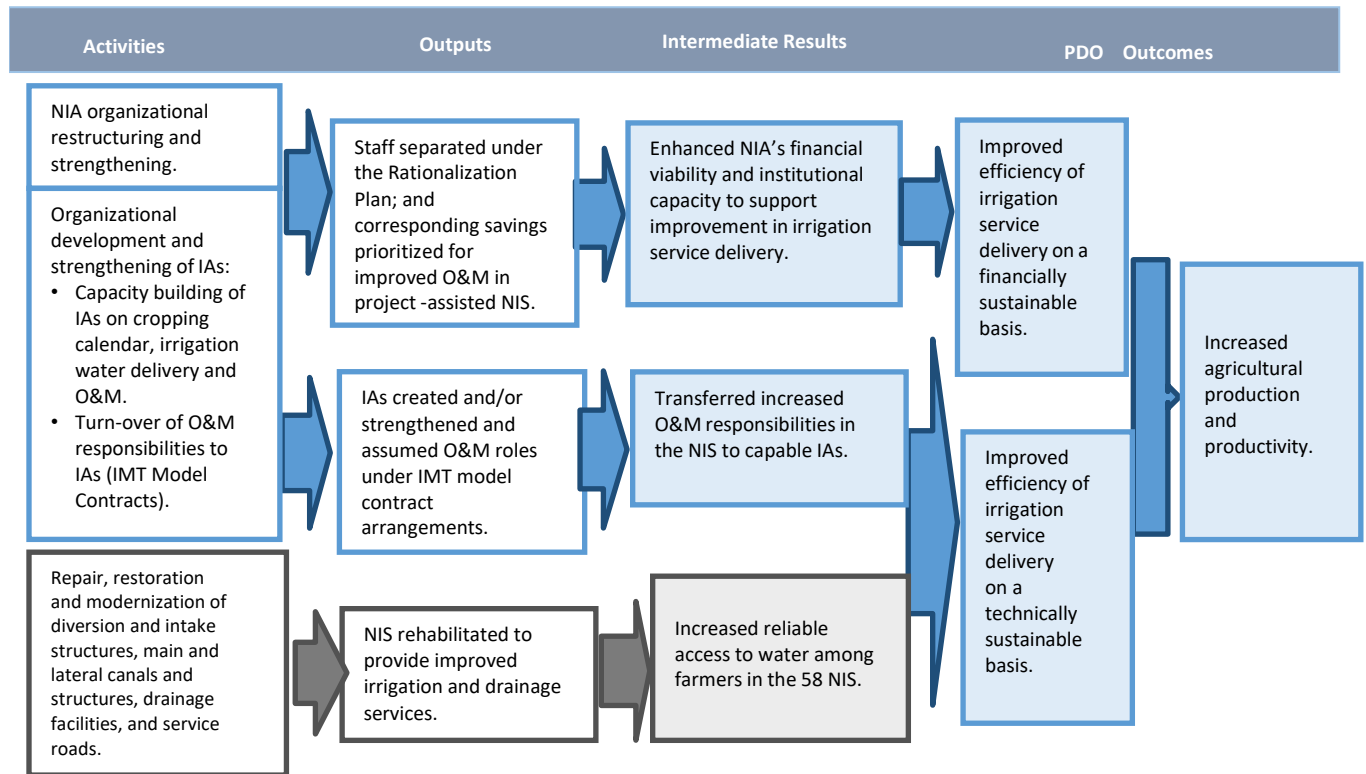 Activities
Outputs
Intermediate Results
PDO Outcomes
NIA organizational
restructuring and
strengthening.
Organizational
development and
strengthening of IAs:
• Capacity building of
IAs on cropping
calendar, irrigation
water delivery and
O&M.
• Turn-over of O&M
responsibilities to
IAs (IMT Model
Contracts).
Repair, restoration
and modernization of
diversion and intake
structures, main and
lateral canals and
structures, drainage
facilities, and service
roads.
Staff separated under
the Rationalization
Plan; and
corresponding savings
prioritized for
improved O&M in
project -assisted NIS.
IAs created and/or
strengthened and
assumed O&M roles
under IMT model
contract
arrangements.
NIS rehabilitated to
provide improved
irrigation and drainage
services.
Enhanced NIA’s financial
viability and institutional
capacity to support
improvement in irrigation
service delivery.
Transferred increased
O&M responsibilities in
the NIS to capable IAs.
Increased reliable
access to water among
farmers in the 58 NIS.
Improved
efficiency of
irrigation
service
delivery on a
financially
sustainable
basis.
Improved
efficiency of
irrigation
service
delivery
on a
technically
sustainable
basis.
Increased
agricultural
production
and
productivity.